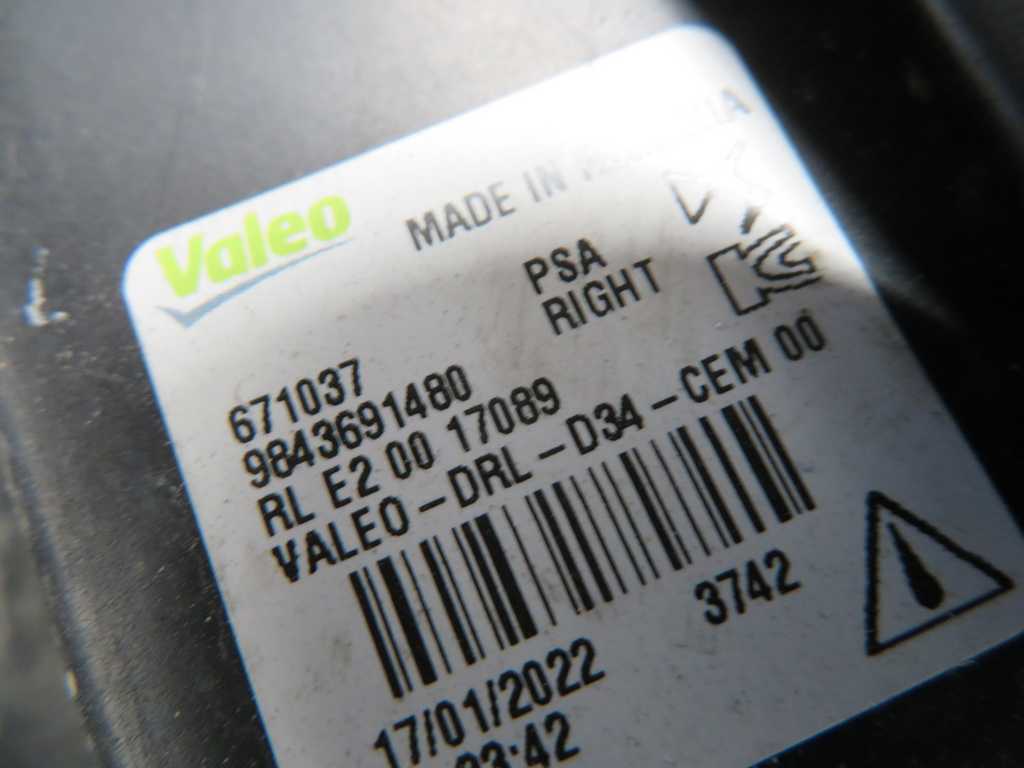 Valeo
MADE IN
PSA
RIGHT
671037
9843691480
RL E2 00 17089
VALEO-DRL-D34-CEM 00
3742
17/01/2022
:42